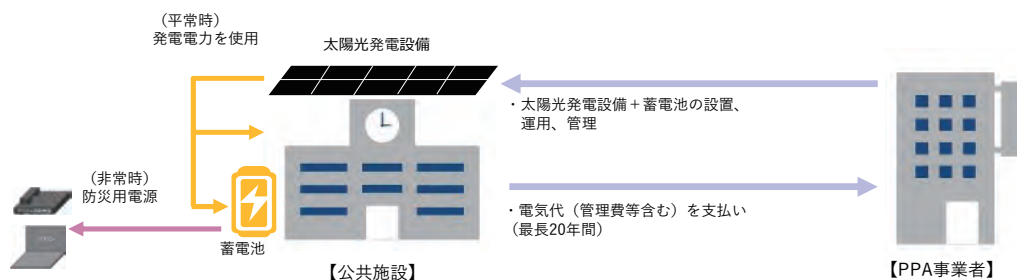 （平常時）
発電電力を使用
太陽光発電設備
・太陽光発電設備＋蓄電池の設置、
運用、管理
（非常時）
防災用電源
・電気代（管理費等含む）を支払い
（最長20年間）
蓄電池
【公共施設】
【PPA事業者】